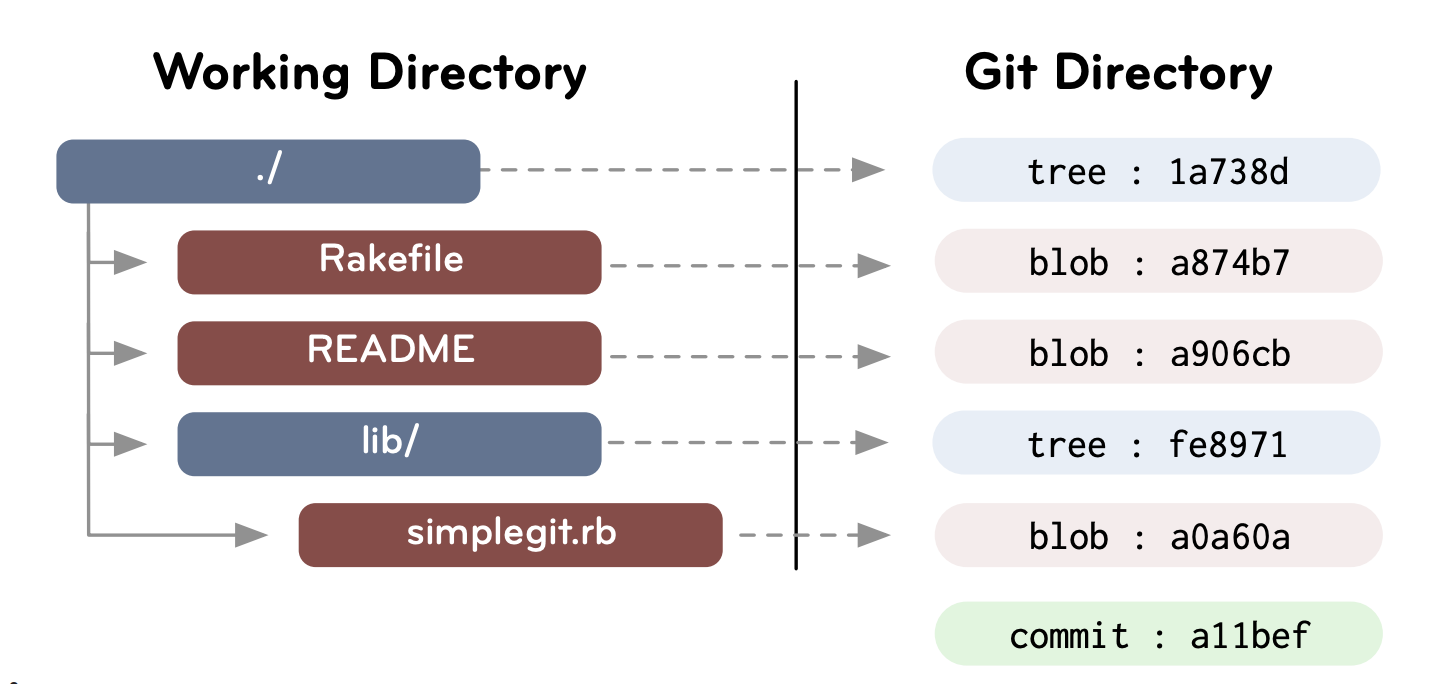 Working Directory
Git Directory
./
tree : 1a738d
Rakefile
blob : a874b7
README
blob : a906cb
lib/
tree : fe8971
simplegit.rb
blob : a0a60a
commit : a11bef